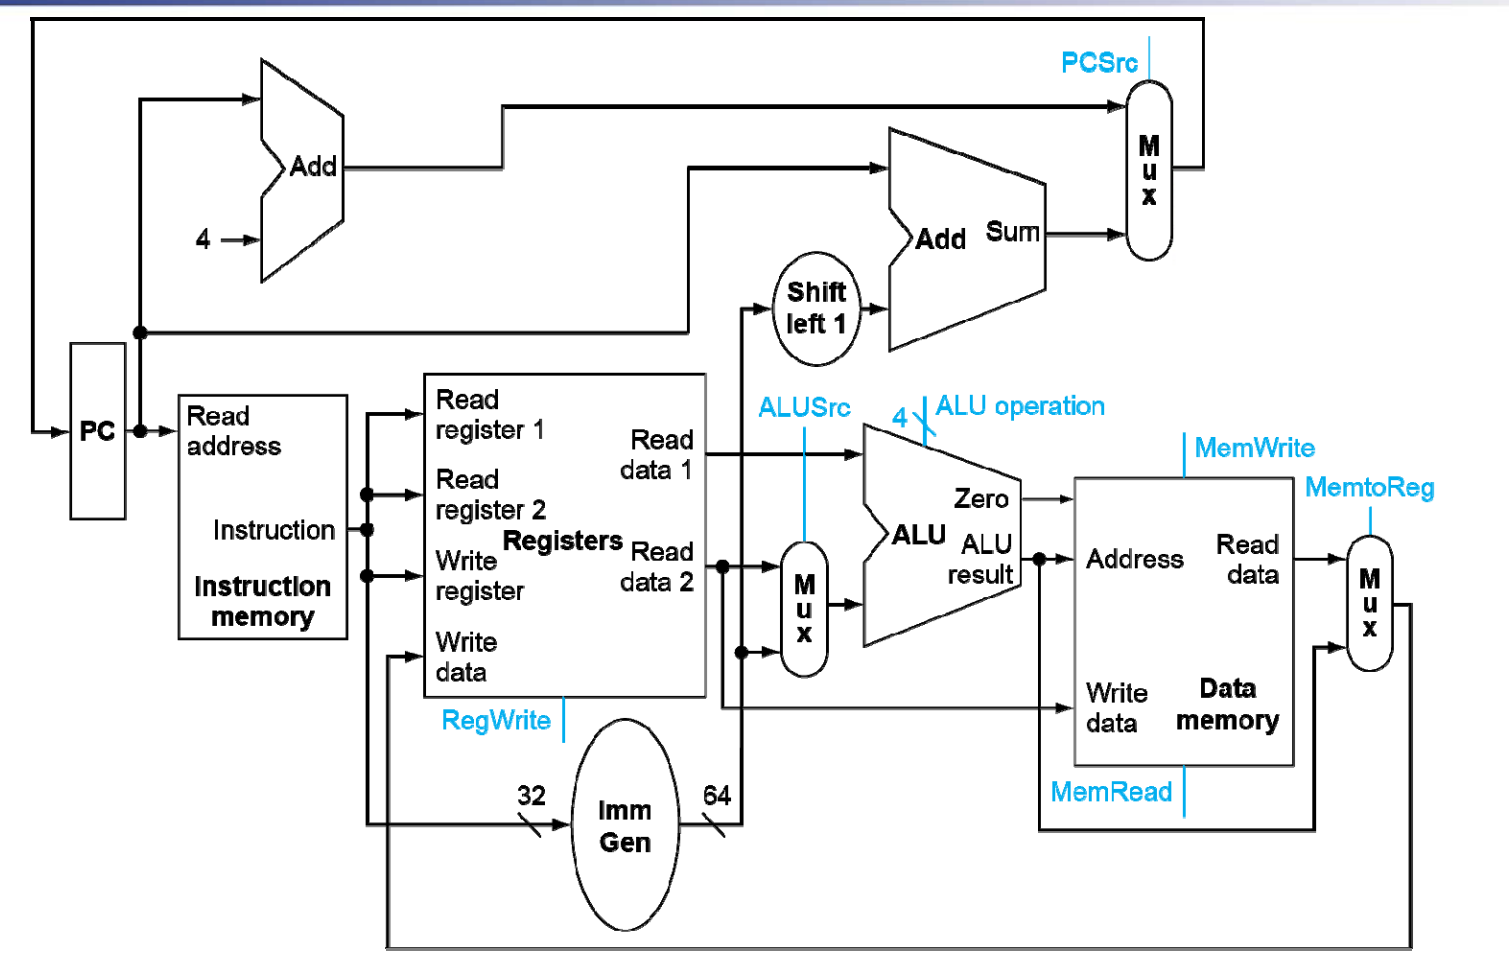 PCSrc
Add
4
M
u
x
Add
Sum
Shift
left 1
PC
Read
address
Instruction
Instruction
memory
Read
register 1
Read
register 2
Write
register
Write
data
Registers
Read
data 1
Read
data 2
RegWrite
ALUSrc
M
u
x
4
ALU operation
Zero
ALU
ALU
result
MemWrite
Address
Read
data
Write
data
Data
memory
MemRead
MemtoReg
M
u
x
32
Imm
Gen
64